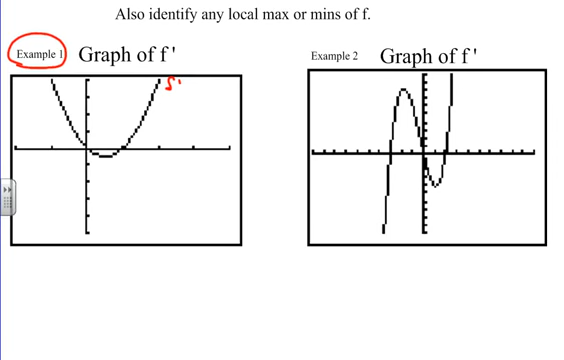 Also identify any local max or mins of f.
Example 1 Graph of f '
Example 2 Graph of f '